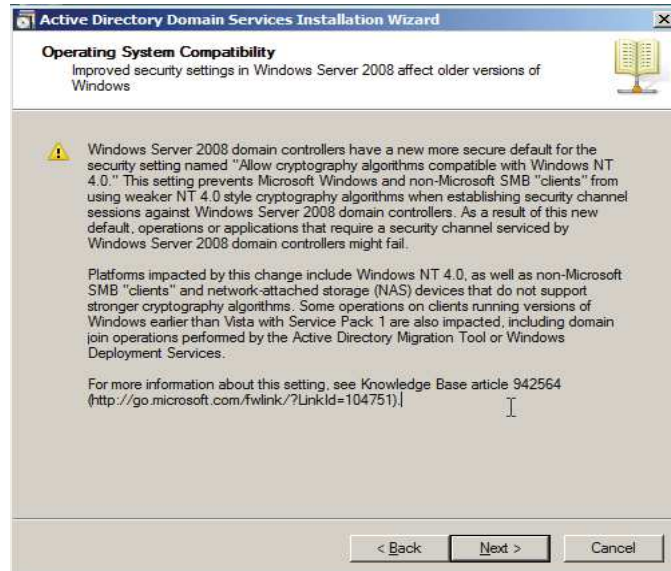 Active Directory Domain Services Installation Wizard
Operating System Compatibility
Improved security settings in Windows Server 2008 affect older versions of
Windows
Windows Server 2008 domain controllers have a new more secure default for the
security setting named "Allow cryptography algorithms compatible with Windows NT
4.0." This setting prevents Microsoft Windows and non-Microsoft SMB "clients" from
using weaker NT 4.0 style cryptography algorithms when establishing security channel
sessions against Windows Server 2008 domain controllers. As a result of this new
default, operations or applications that require a security channel serviced by
Windows Server 2008 domain controllers might fail.
Platforms impacted by this change include Windows NT 4.0, as well as non-Microsoft
SMB "clients" and network-attached storage (NAS) devices that do not support
stronger cryptography algorithms. Some operations on clients running versions of
Windows earlier than Vista with Service Pack 1 are also impacted, including domain
join operations performed by the Active Directory Migration Tool or Windows
Deployment Services.
For more information about this setting, see Knowledge Base article 942564
(http://go.microsoft.com/fwlink/?LinkId=104751).
< Back Next > Cancel